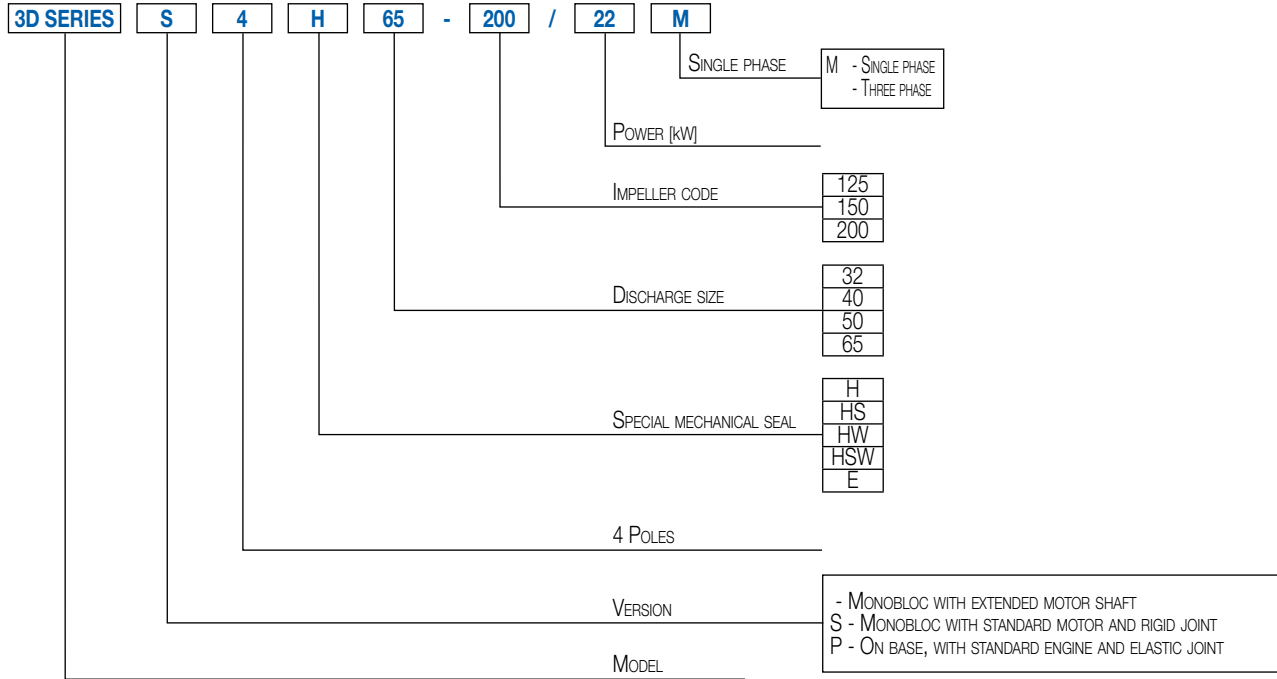 3D SERIES S 4 H 65 - 200 / 22 M
SINGLE PHASE
M - SINGLE PHASE
- THREE PHASE
POWER [kW]
IMPELLER CODE
125
150
200
DISCHARGE SIZE
32
40
50
65
SPECIAL MECHANICAL SEAL
H
HS
HW
HSW
E
4 POLES
VERSION
- MONOBLOC WITH EXTENDED MOTOR SHAFT
S - MONOBLOC WITH STANDARD MOTOR AND RIGID JOINT
P - ON BASE, WITH STANDARD ENGINE AND ELASTIC JOINT
MODEL